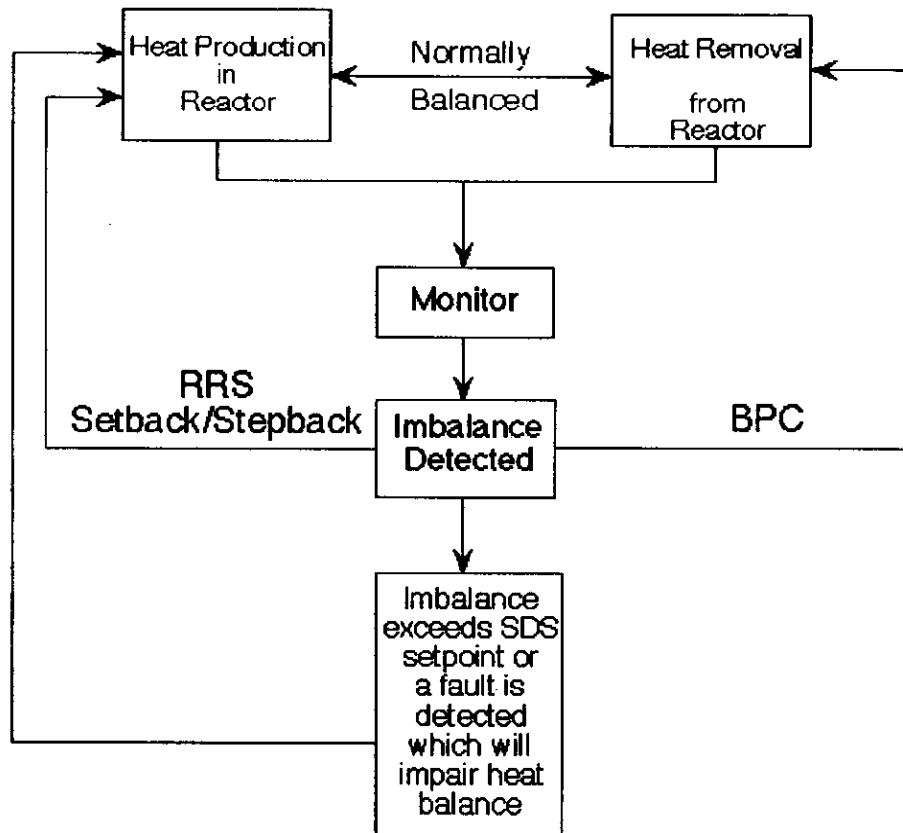 Heat Production
in
Reactor
Normally
Balanced
Heat Removal
from
Reactor
Monitor
RRS
Setback/Stepback
Imbalance
Detected
BPC
Imbalance
exceeds SDS
setpoint or
a fault is
detected
which will
impair heat
balance